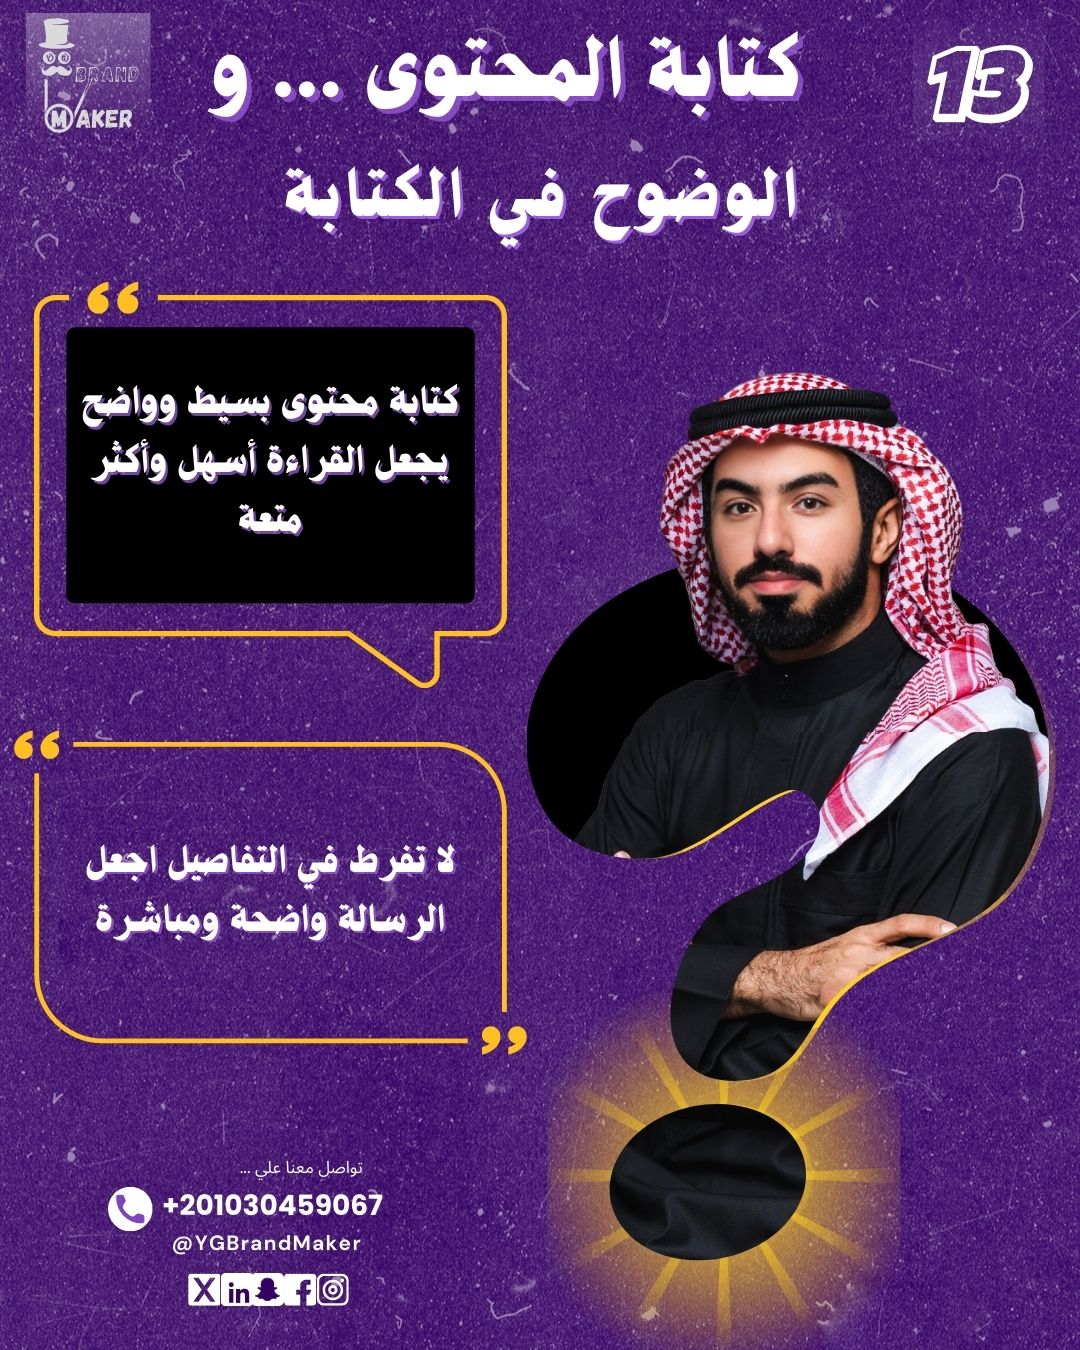 BRAND
MAKER
13
كتابة المحتوى ... و
الوضوح في الكتابة
كتابة محتوى بسيط وواضح
يجعل القراءة أسهل وأكثر
متعة
لا تفرط في التفاصيل اجعل
الرسالة واضحة ومباشرة
تواصل معنا علي ...
+201030459067
@YGBrandMaker